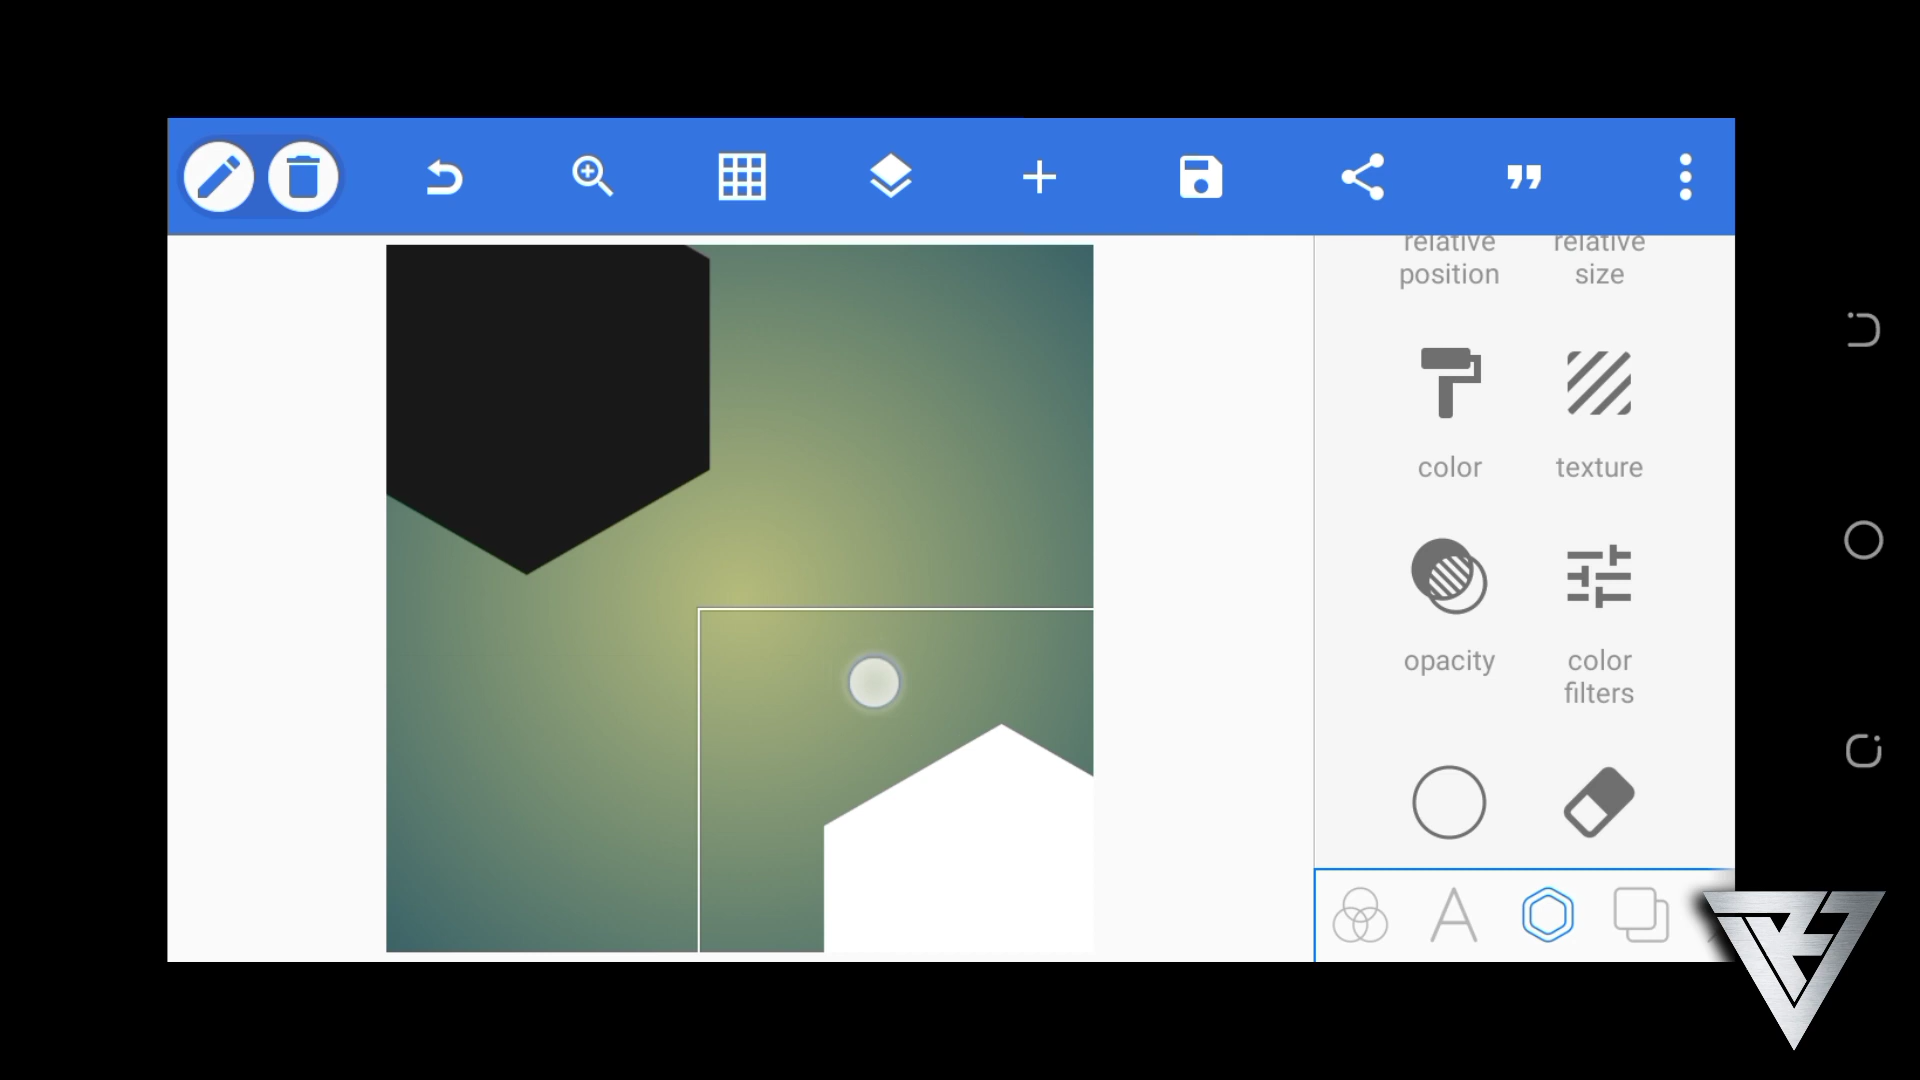 relative
position
relative
size
color
texture
opacity
color
filters